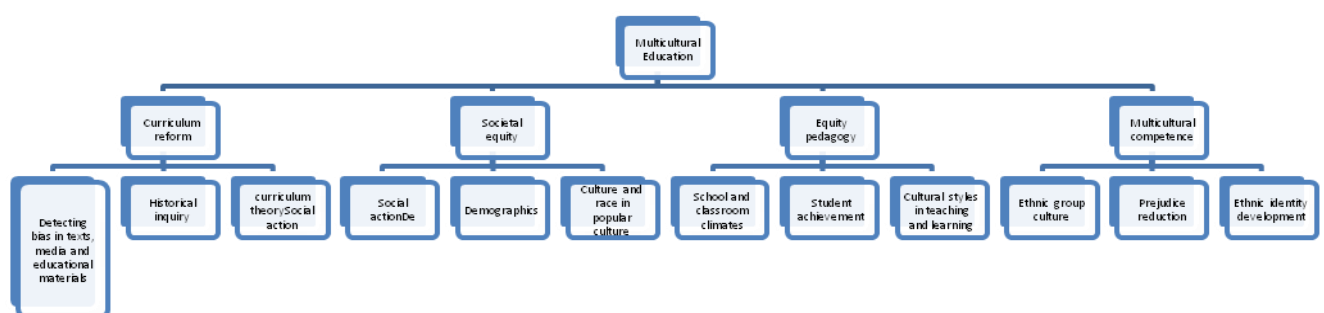 Multicultural
Education
Curriculum
reform
Societal
equity
Equity
pedagogy
Multicultural
competence
Detecting
bias in texts,
media and
educational
materials
Historical
inquiry
curriculum
theorySocial
action
Social
actionDe
Demographics
Culture and
race in
popular
culture
School and
classroom
climates
Student
achievement
Cultural styles
in teaching
and learning
Ethnic group
culture
Prejudice
reduction
Ethnic identity
development